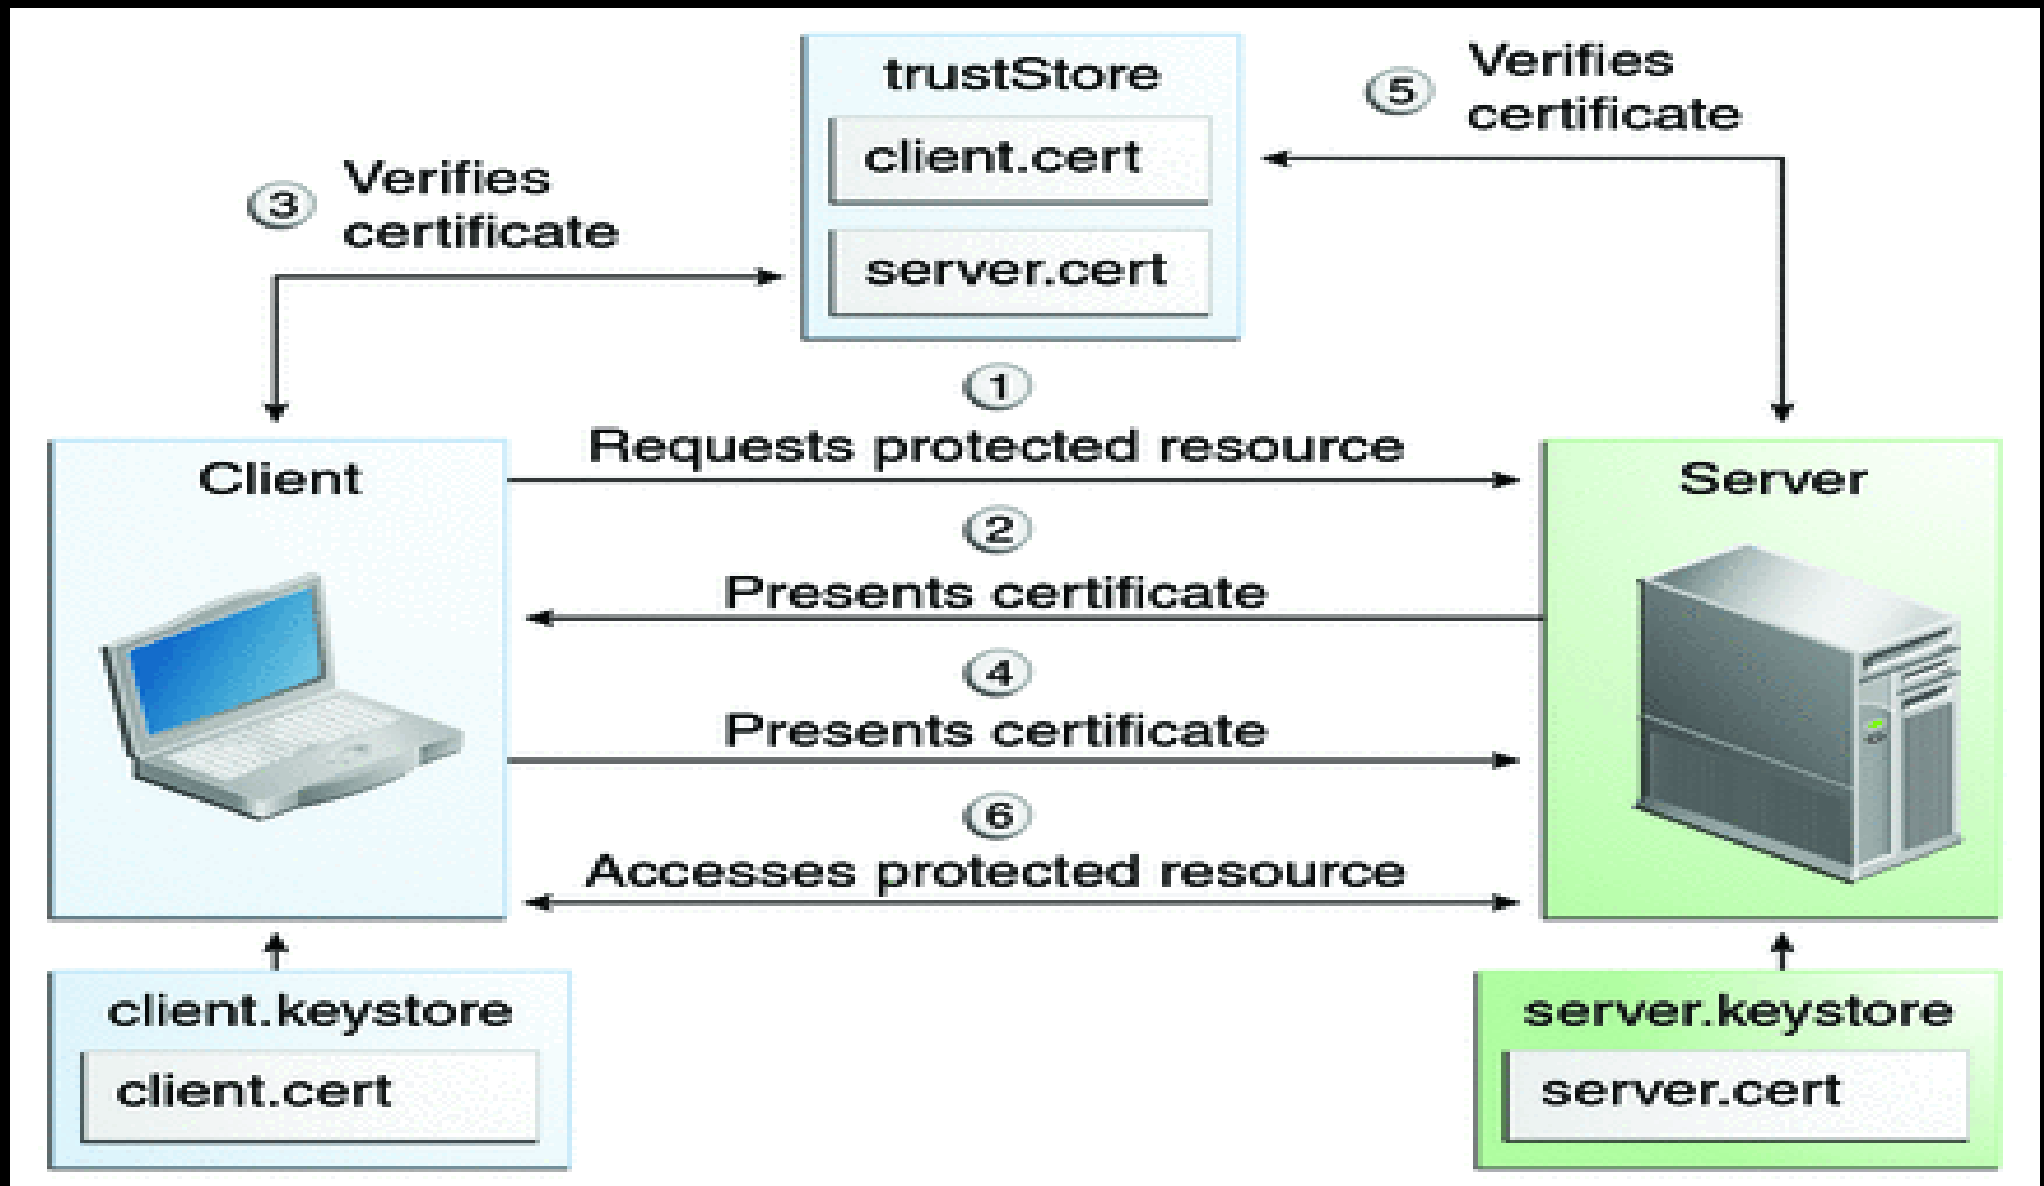 trustStore
client.cert
server.cert
5
Verifies
certificate
3
Verifies
certificate
1
Requests protected resource
2
Presents certificate
4
Presents certificate
6
Accesses protected resource
Client
Server
client.keystore
client.cert
server.keystore
server.cert